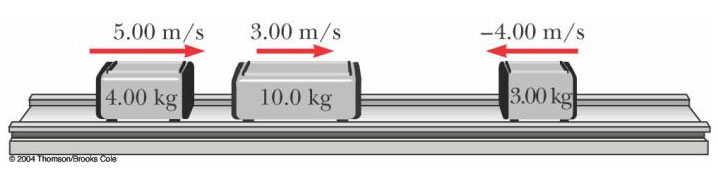 5.00 m/s 3.00 m/s −4.00 m/s
4.00 kg 10.0 kg 3.00 kg
© 2004 Thomson/Brooks Cole